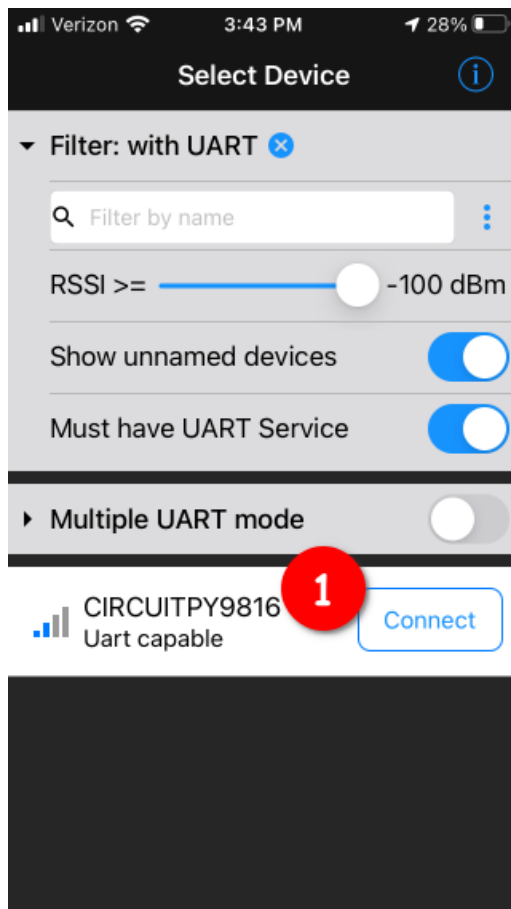 Verizon 3:43 PM 28%
Select Device
Filter: with UART
Filter by name
RSSI >= -100 dBm
Show unnamed devices
Must have UART Service
Multiple UART mode
1
CIRCUITPY9816
Uart capable
Connect